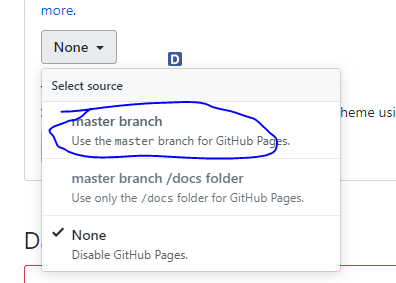 more.
None
D
Select source
heme usi
master branch
Use the master branch for GitHub Pages.
master branch /docs folder
Use only the /docs folder for GitHub Pages.
None
Disable GitHub Pages.